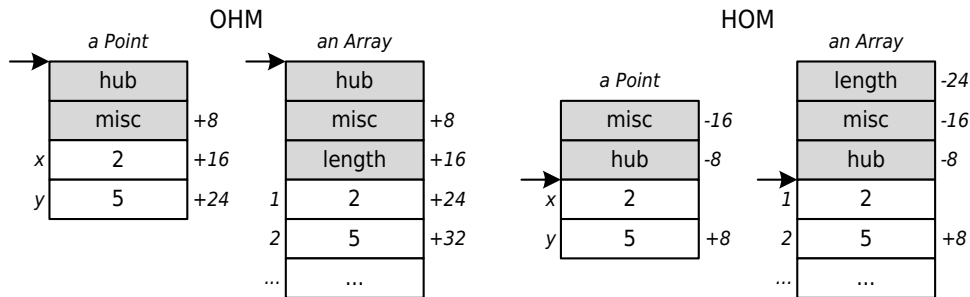 OHM
a Point
hub
misc +8
x 2 +16
y 5 +24
an Array
hub
misc +8
length +16
1 2 +24
2 5 +32
... ...
HOM
a Point
misc -16
hub -8
x 2
y 5 +8
an Array
length -24
misc -16
hub -8
1 2
2 5 +8
... ...